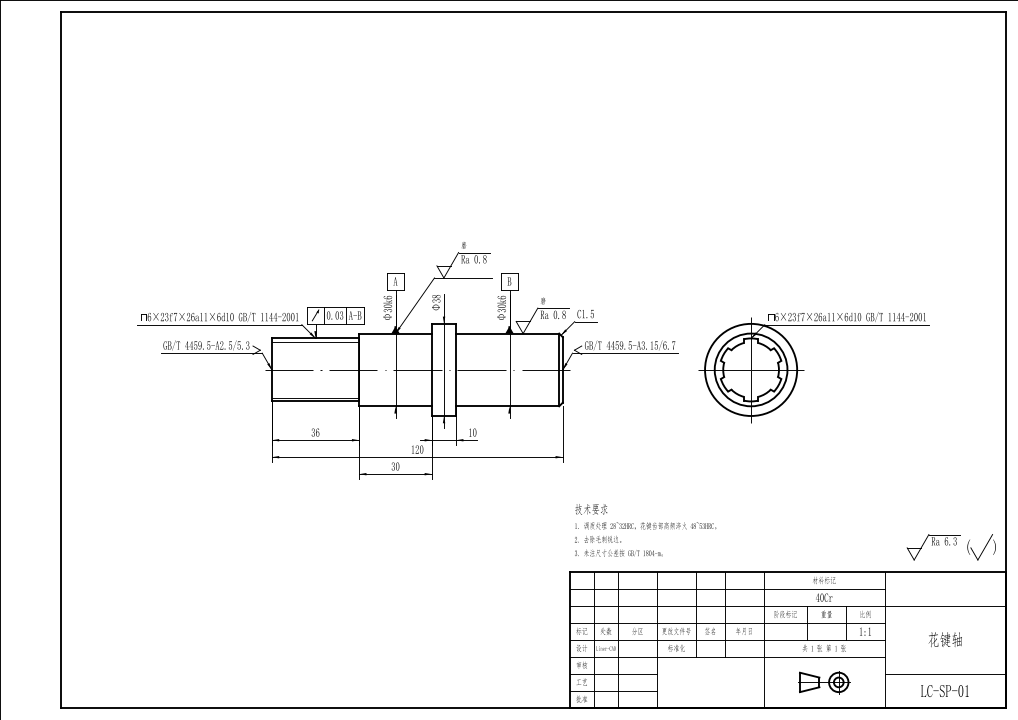 磨
Ra 0.8
A
B
Φ30k6
Φ38
Φ30k6
Ra 0.8
C1.5
⊓6×23f7×26a11×6d10 GB/T 1144-2001
0.03 A-B
⊓6×23f7×26a11×6d10 GB/T 1144-2001
GB/T 4459.5-A2.5/5.3
GB/T 4459.5-A3.15/6.7
36
10
120
30
技术要求
1. 调质处理 28~32HRC, 花键齿部高频淬火 48~53HRC。
2. 去除毛刺锐边。
3. 未注尺寸公差按 GB/T 1804-m。
Ra 6.3 (√)
材料标记
40Cr
阶段标记 重量 比例
标记 处数 分区 更改文件号 签名 年月日 1:1
设计 标准化 共 1 张 第 1 张
花键轴
审核
工艺
批准
LC-SP-01